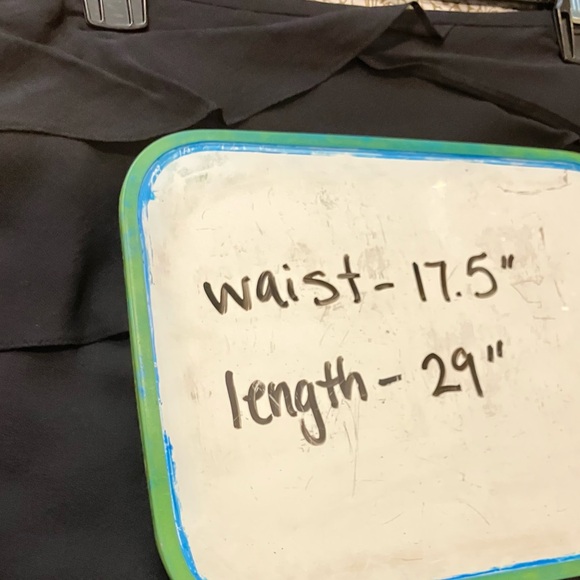 waist - 17.5"
length - 29"